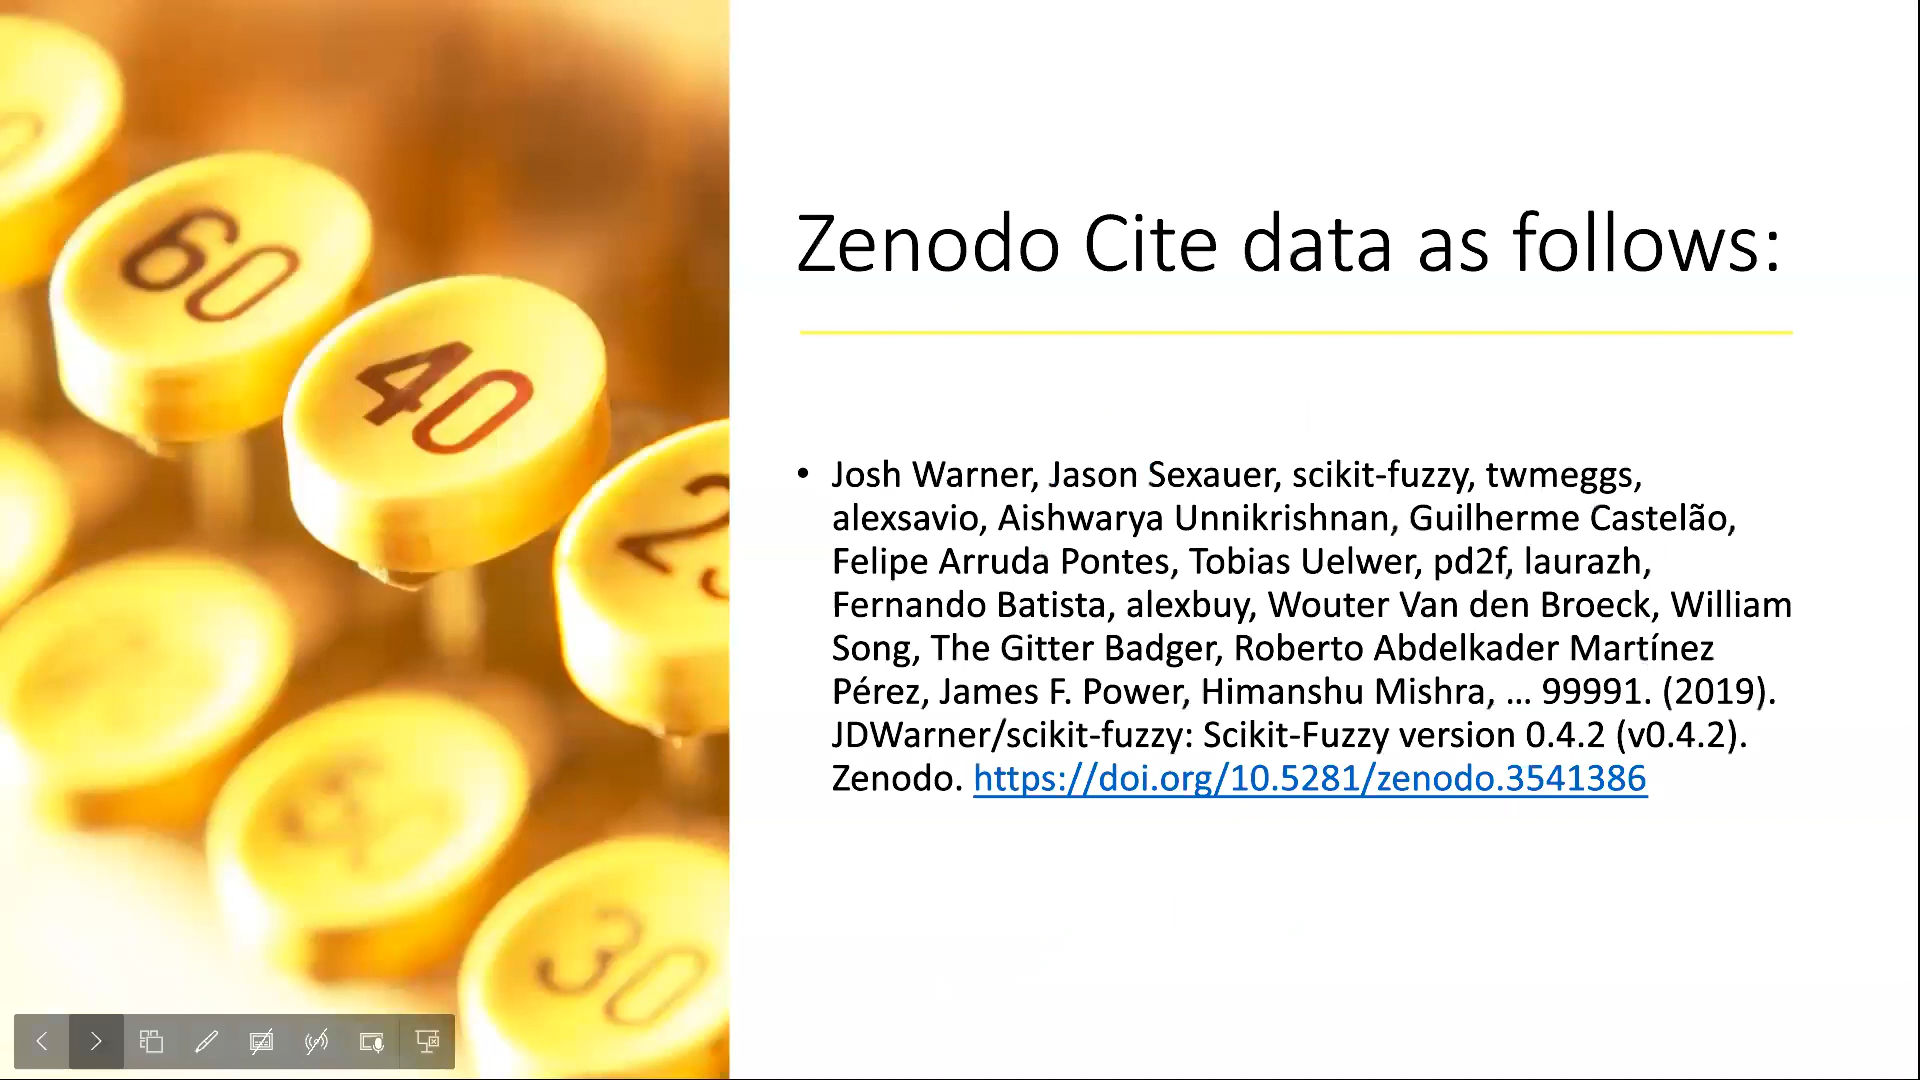 Zenodo Cite data as follows:
• Josh Warner, Jason Sexauer, scikit-fuzzy, twmeggs,
alexsavio, Aishwarya Unnikrishnan, Guilherme Castelão,
Felipe Arruda Pontes, Tobias Uelwer, pd2f, laurazh,
Fernando Batista, alexbuy, Wouter Van den Broeck, William
Song, The Gitter Badger, Roberto Abdelkader Martínez
Pérez, James F. Power, Himanshu Mishra, … 99991. (2019).
JDWarner/scikit-fuzzy: Scikit-Fuzzy version 0.4.2 (v0.4.2).
Zenodo. https://doi.org/10.5281/zenodo.3541386
60
40
30